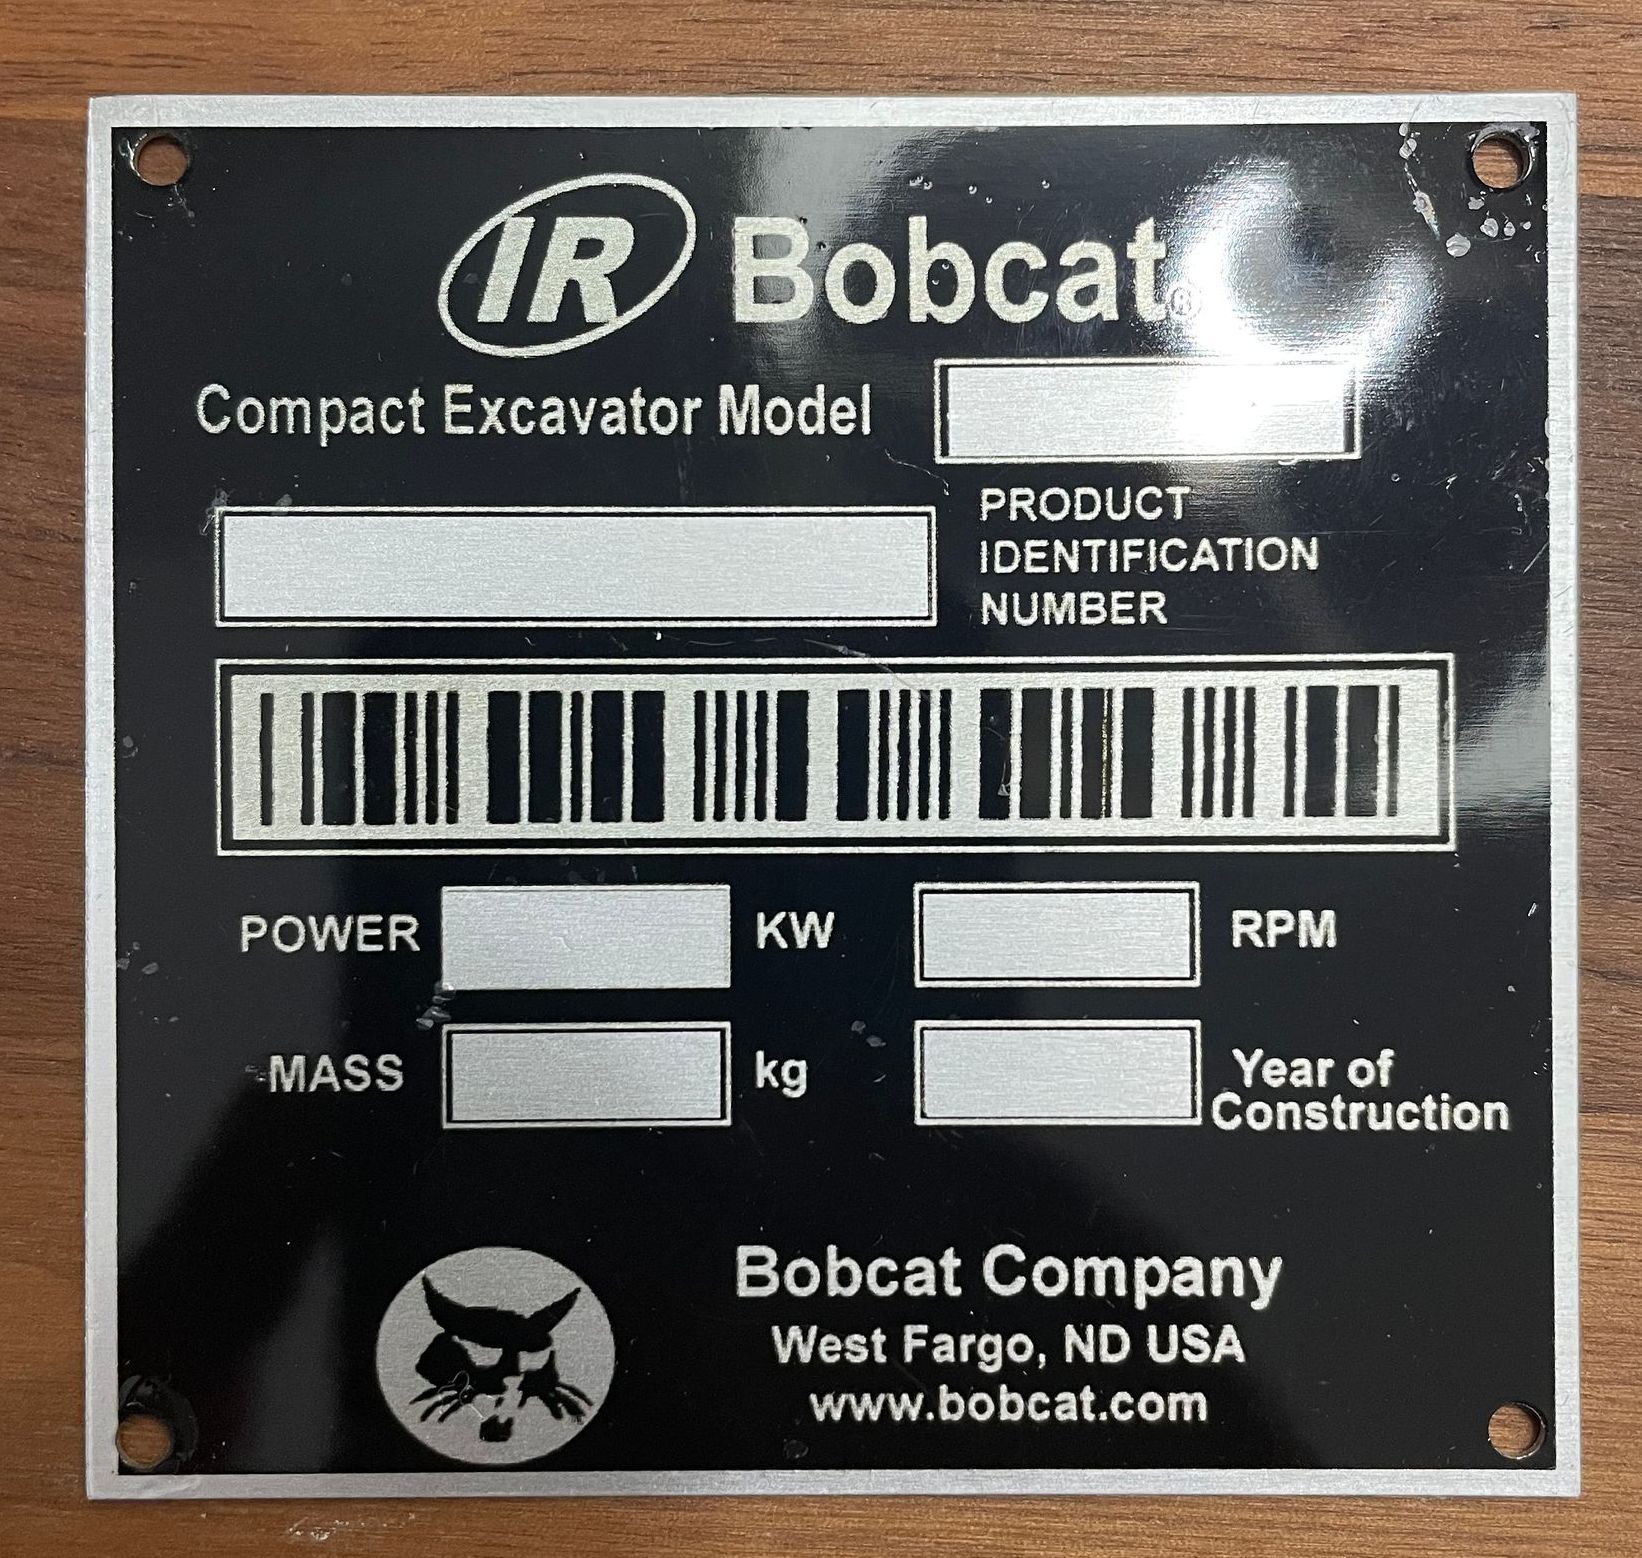 IR Bobcat®
Compact Excavator Model
PRODUCT
IDENTIFICATION
NUMBER
POWER KW RPM
MASS kg Year of
Construction
Bobcat Company
West Fargo, ND USA
www.bobcat.com